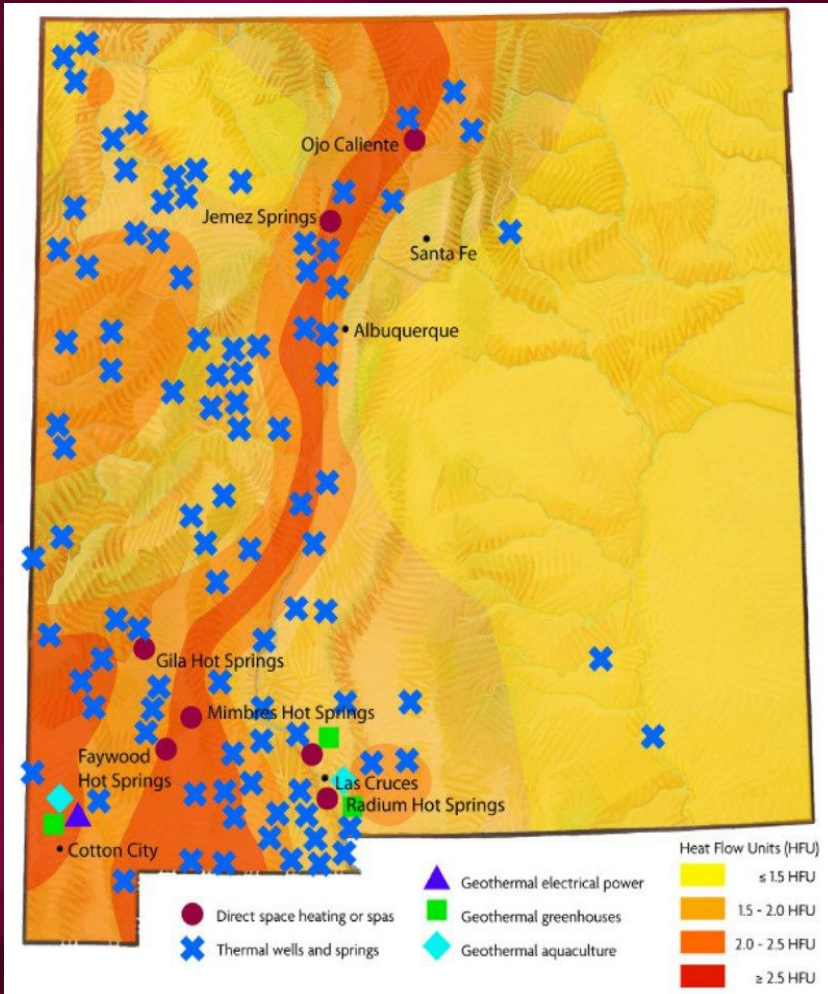 Ojo Caliente
Jemez Springs
Santa Fe
Albuquerque
Gila Hot Springs
Mimbres Hot Springs
Faywood
Hot Springs
Las Cruces
Radium Hot Springs
Cotton City
Heat Flow Units (HFU)
≤ 1.5 HFU
1.5 - 2.0 HFU
2.0 - 2.5 HFU
≥ 2.5 HFU
Direct space heating or spas
Thermal wells and springs
Geothermal electrical power
Geothermal greenhouses
Geothermal aquaculture